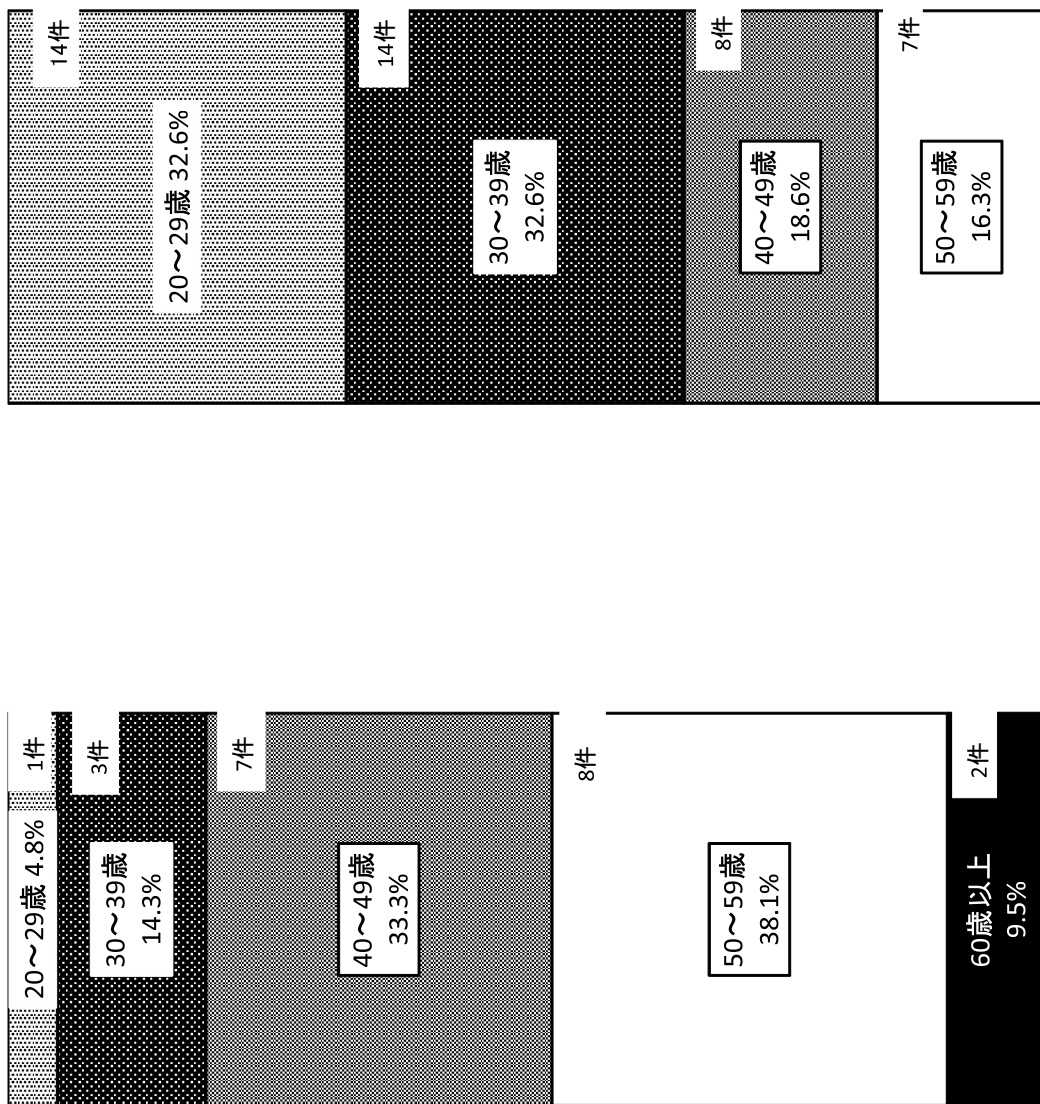 14件
20～29歳 32.6%
14件
30～39歳
32.6%
8件
40～49歳
18.6%
7件
50～59歳
16.3%
1件
20～29歳 4.8%
3件
30～39歳
14.3%
7件
40～49歳
33.3%
8件
50～59歳
38.1%
2件
60歳以上
9.5%